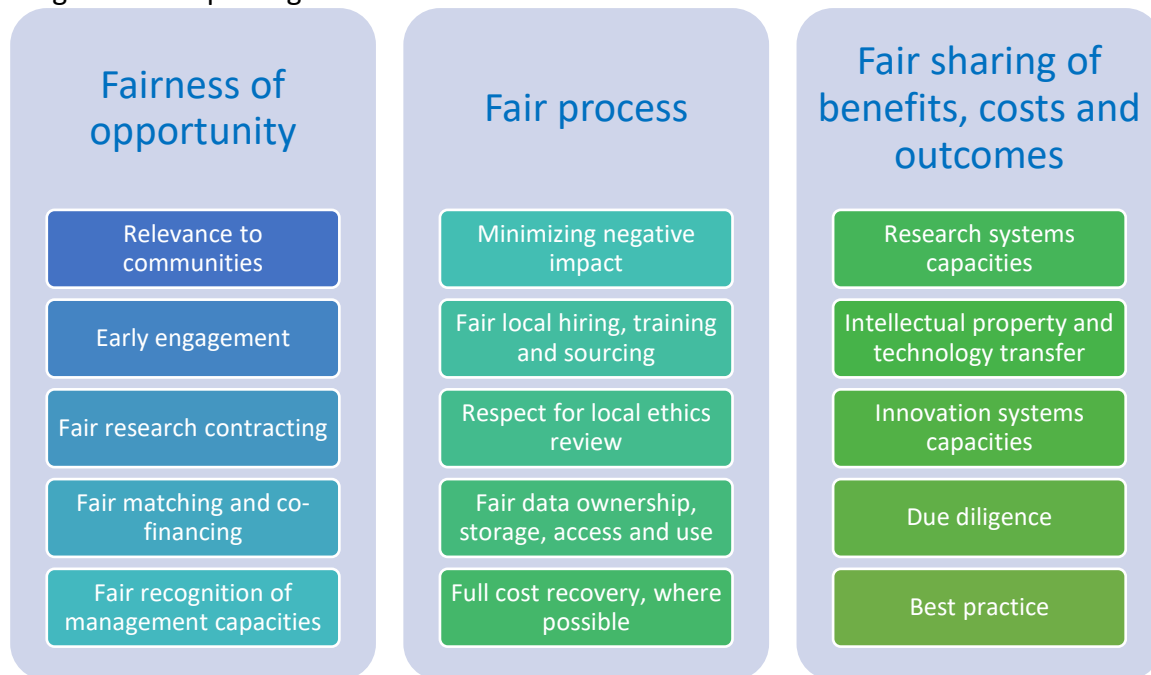 Fairness of
opportunity
Relevance to
communities
Early engagement
Fair research contracting
Fair matching and co-
financing
Fair recognition of
management capacities
Fair process
Minimizing negative
impact
Fair local hiring, training
and sourcing
Respect for local ethics
review
Fair data ownership,
storage, access and use
Full cost recovery, where
possible
Fair sharing of
benefits, costs and
outcomes
Research systems
capacities
Intellectual property and
technology transfer
Innovation systems
capacities
Due diligence
Best practice